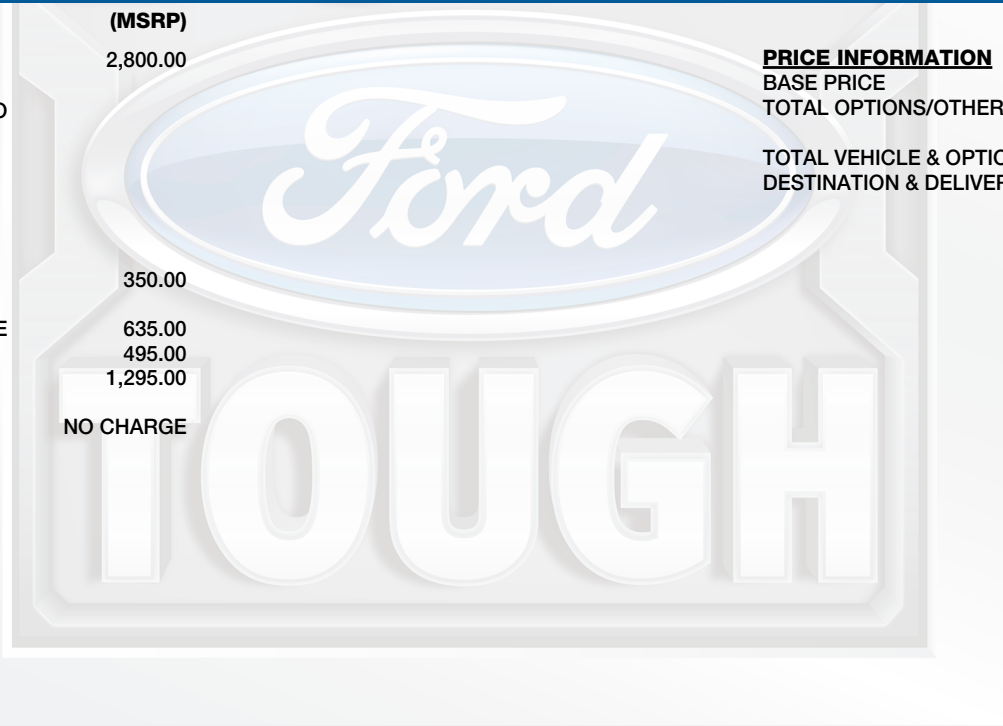 (MSRP)
2,800.00
350.00
E 635.00
495.00
1,295.00
NO CHARGE
PRICE INFORMATION
BASE PRICE
TOTAL OPTIONS/OTHER
TOTAL VEHICLE & OPTIO
DESTINATION & DELIVER
Ford
TOUGH